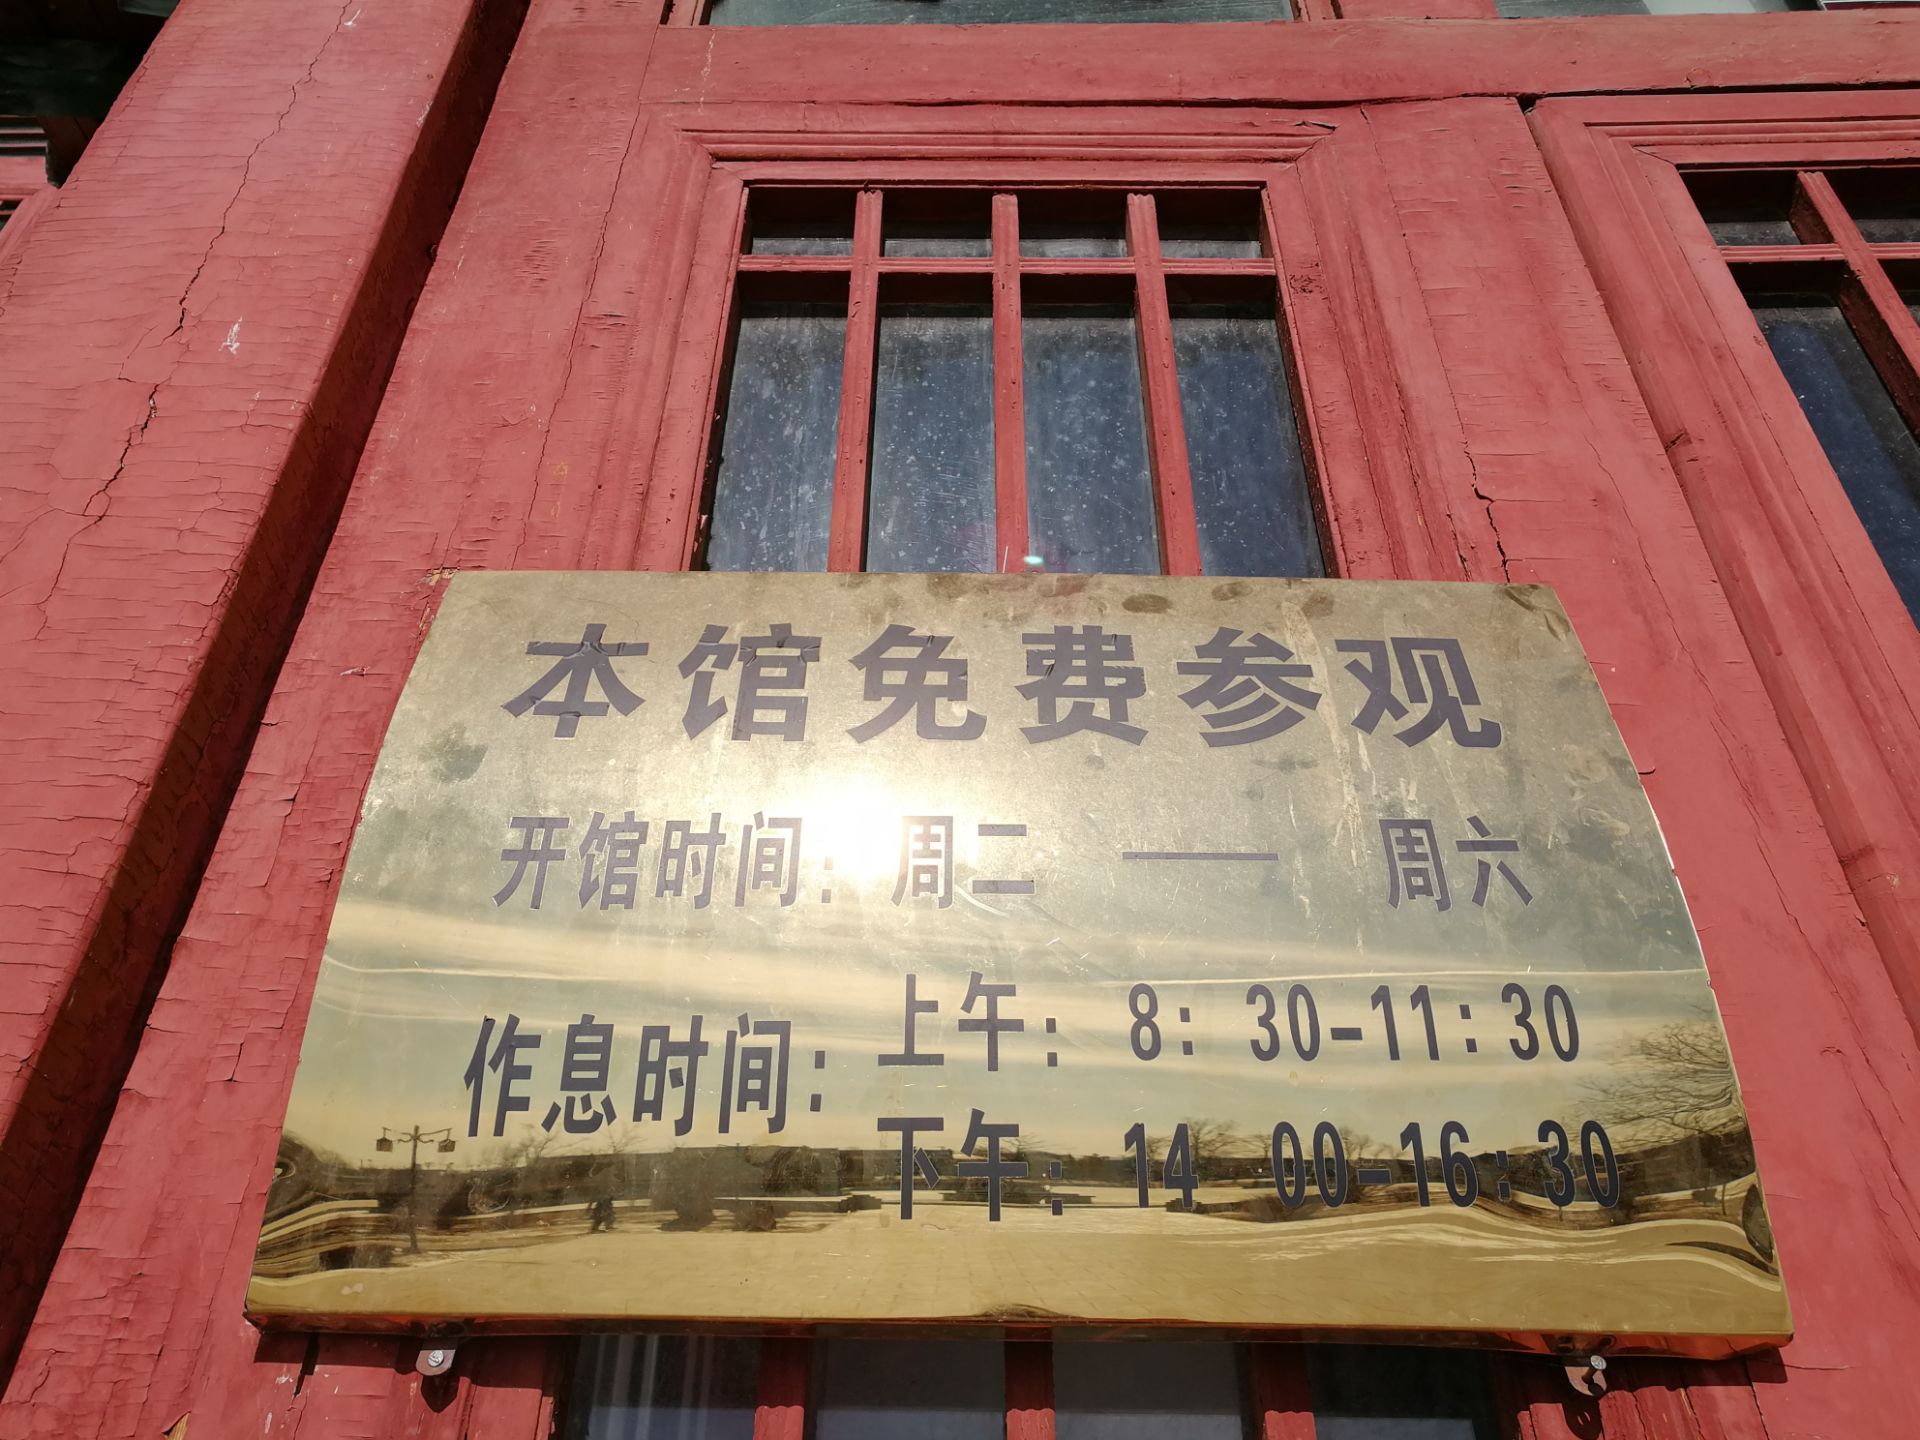 本馆免费参观
开馆时间：周二 —— 周六
作息时间：
上午： 8：30-11：30
下午： 14 00-16：30